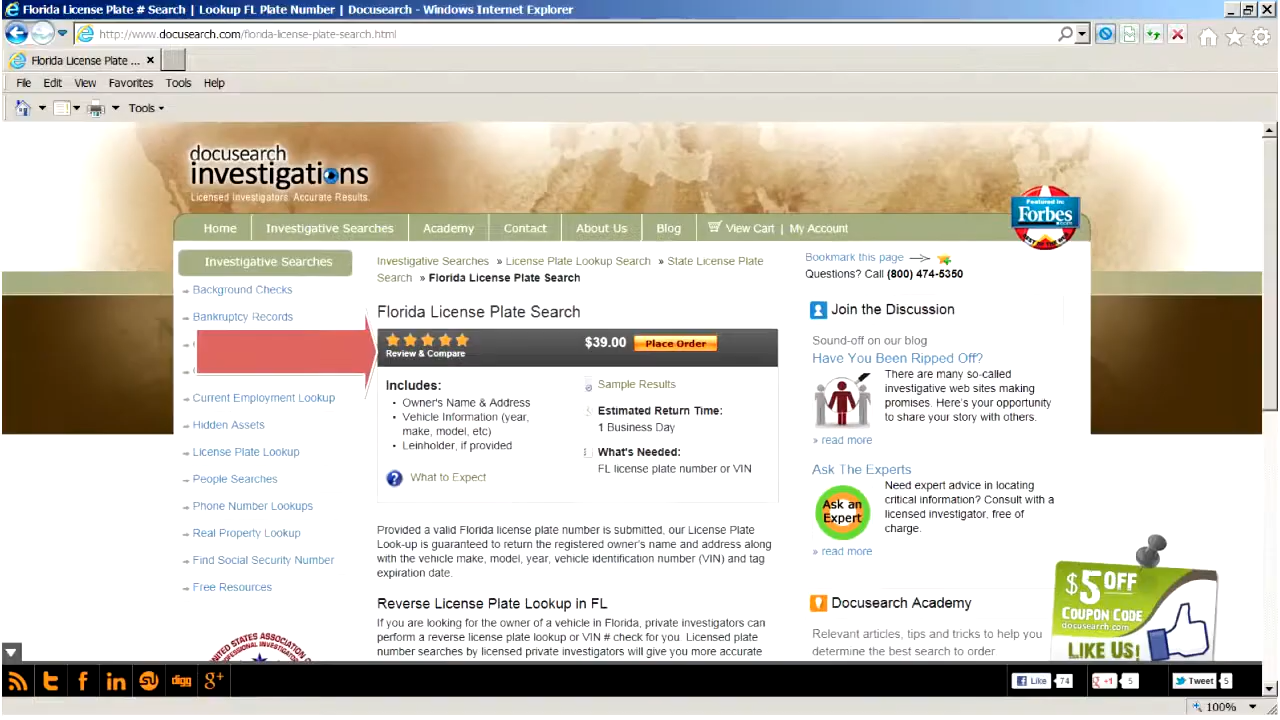 Florida License Plate # Search | Lookup FL Plate Number | Docusearch - Windows Internet Explorer
http://www.docusearch.com/florida-license-plate-search.html
Florida License Plate ...
File Edit View Favorites Tools Help
Tools
docusearch
investigations
Licensed Investigators. Accurate Results.
Featured in:
Forbes
.com
Home Investigative Searches Academy Contact About Us Blog View Cart | My Account
Investigative Searches
Background Checks
Bankruptcy Records
Current Employment Lookup
Hidden Assets
License Plate Lookup
People Searches
Phone Number Lookups
Real Property Lookup
Find Social Security Number
Free Resources
Investigative Searches » License Plate Lookup Search » State License Plate
Search » Florida License Plate Search
Florida License Plate Search
Review & Compare
$39.00 Place Order
Includes:
• Owner's Name & Address
• Vehicle Information (year,
make, model, etc)
• Leinholder, if provided
? What to Expect
Sample Results
Estimated Return Time:
1 Business Day
What's Needed:
FL license plate number or VIN
Provided a valid Florida license plate number is submitted, our License Plate
Look-up is guaranteed to return the registered owner's name and address along
with the vehicle make, model, year, vehicle identification number (VIN) and tag
expiration date.
Reverse License Plate Lookup in FL
If you are looking for the owner of a vehicle in Florida, private investigators can
perform a reverse license plate lookup or VIN # check for you. Licensed plate
number searches by licensed private investigators will give you more accurate
Bookmark this page
Questions? Call (800) 474-5350
Join the Discussion
Sound-off on our blog
Have You Been Ripped Off?
There are many so-called
investigative web sites making
promises. Here's your opportunity
to share your story with others.
» read more
Ask The Experts
Ask an
Expert
Need expert advice in locating
critical information? Consult with a
licensed investigator, free of
charge.
» read more
Docusearch Academy
Relevant articles, tips and tricks to help you
determine the best search to order
$5 OFF
COUPON CODE
docusearch.com
LIKE US!
digg
g+
Like 74
g +1 5
Tweet 5
100%